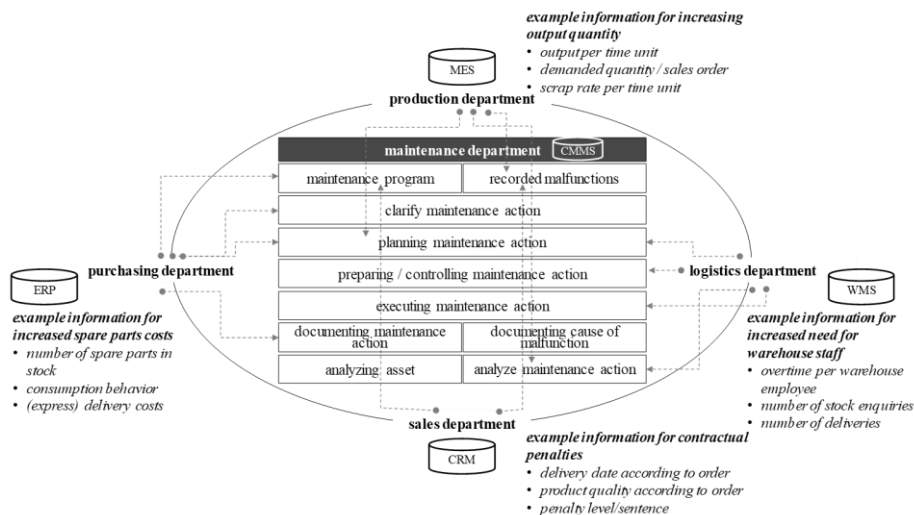 example information for increasing
output quantity
• output per time unit
• demanded quantity / sales order
• scrap rate per time unit
MES
production department
maintenance department
CMMS
maintenance program
recorded malfunctions
clarify maintenance action
planning maintenance action
preparing / controlling maintenance action
executing maintenance action
documenting maintenance
action
documenting cause of
malfunction
analyzing asset
analyze maintenance action
purchasing department
ERP
example information for
increased spare parts costs
• number of spare parts in
stock
• consumption behavior
• (express) delivery costs
logistics department
WMS
example information for
increased need for
warehouse staff
• overtime per warehouse
employee
• number of stock enquiries
• number of deliveries
sales department
CRM
example information for contractual
penalties
• delivery date according to order
• product quality according to order
• penalty level/sentence